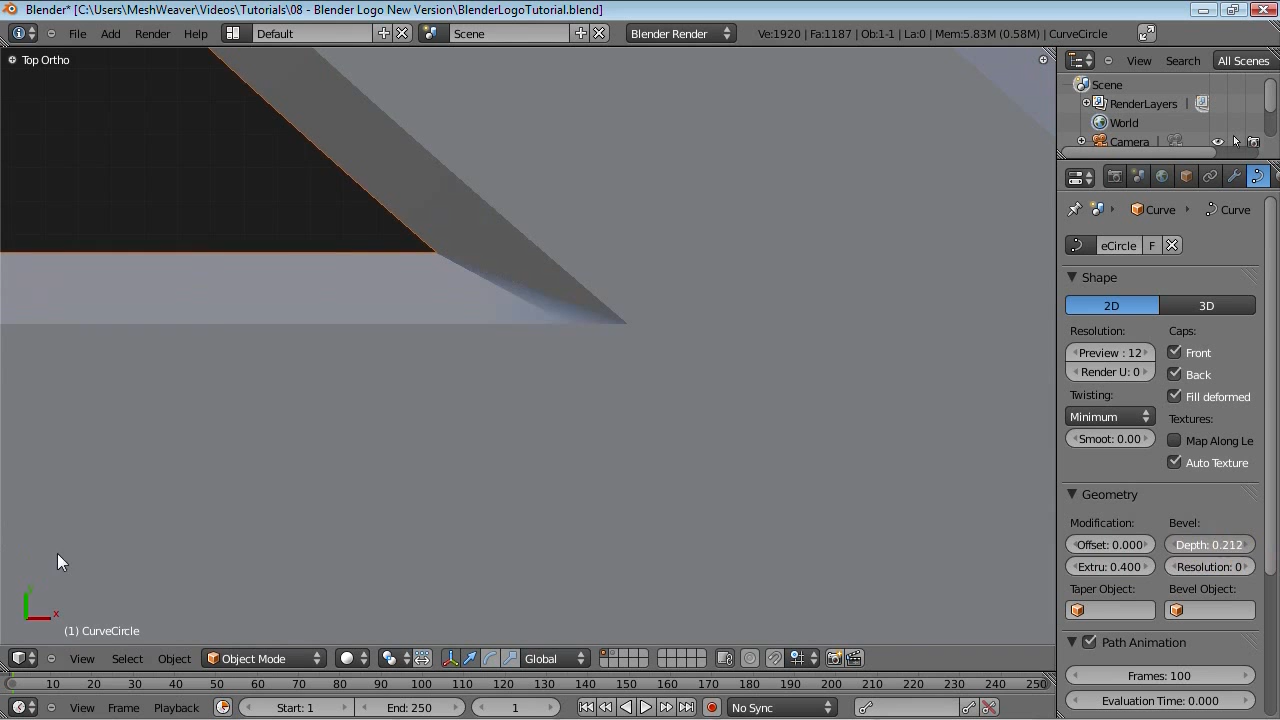 Blender* [C:\Users\MeshWeaver\Videos\Tutorials\08 - Blender Logo New Version\BlenderLogoTutorial.blend]
File Add Render Help Default Scene Blender Render Ve:1920 | Fa:1187 | Ob:1-1 | La:0 | Mem:5.83M (0.58M) | CurveCircle
View Search All Scenes
Top Ortho
Scene
RenderLayers
World
Camera
Curve Curve
eCircle F
Shape
2D 3D
Resolution: Caps:
Preview : 12 Front
Render U: 0 Back
Twisting: Fill deformed
Minimum Textures:
Smoot: 0.00 Map Along Le
Auto Texture
Geometry
Modification: Bevel:
Offset: 0.000 Depth: 0.212
Extru: 0.400 Resolution: 0
Taper Object: Bevel Object:
x
(1) CurveCircle
Path Animation
View Select Object Object Mode Global
Frames: 100
10 20 30 40 50 60 70 80 90 100 110 120 130 140 150 160 170 180 190 200 210 220 230 240 250
Evaluation Time: 0.000
View Frame Playback Start: 1 End: 250 1 No Sync